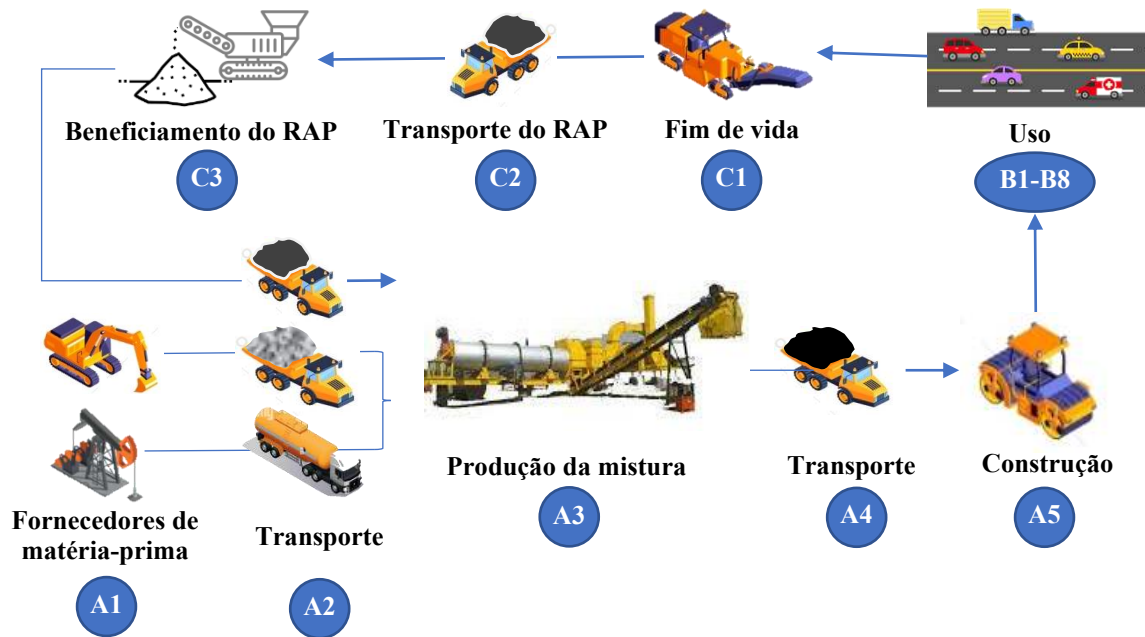 Beneficiamento do RAP
C3
Transporte do RAP
C2
Fim de vida
C1
Uso
B1-B8
Fornecedores de
matéria-prima
A1
Transporte
A2
Produção da mistura
A3
Transporte
A4
Construção
A5